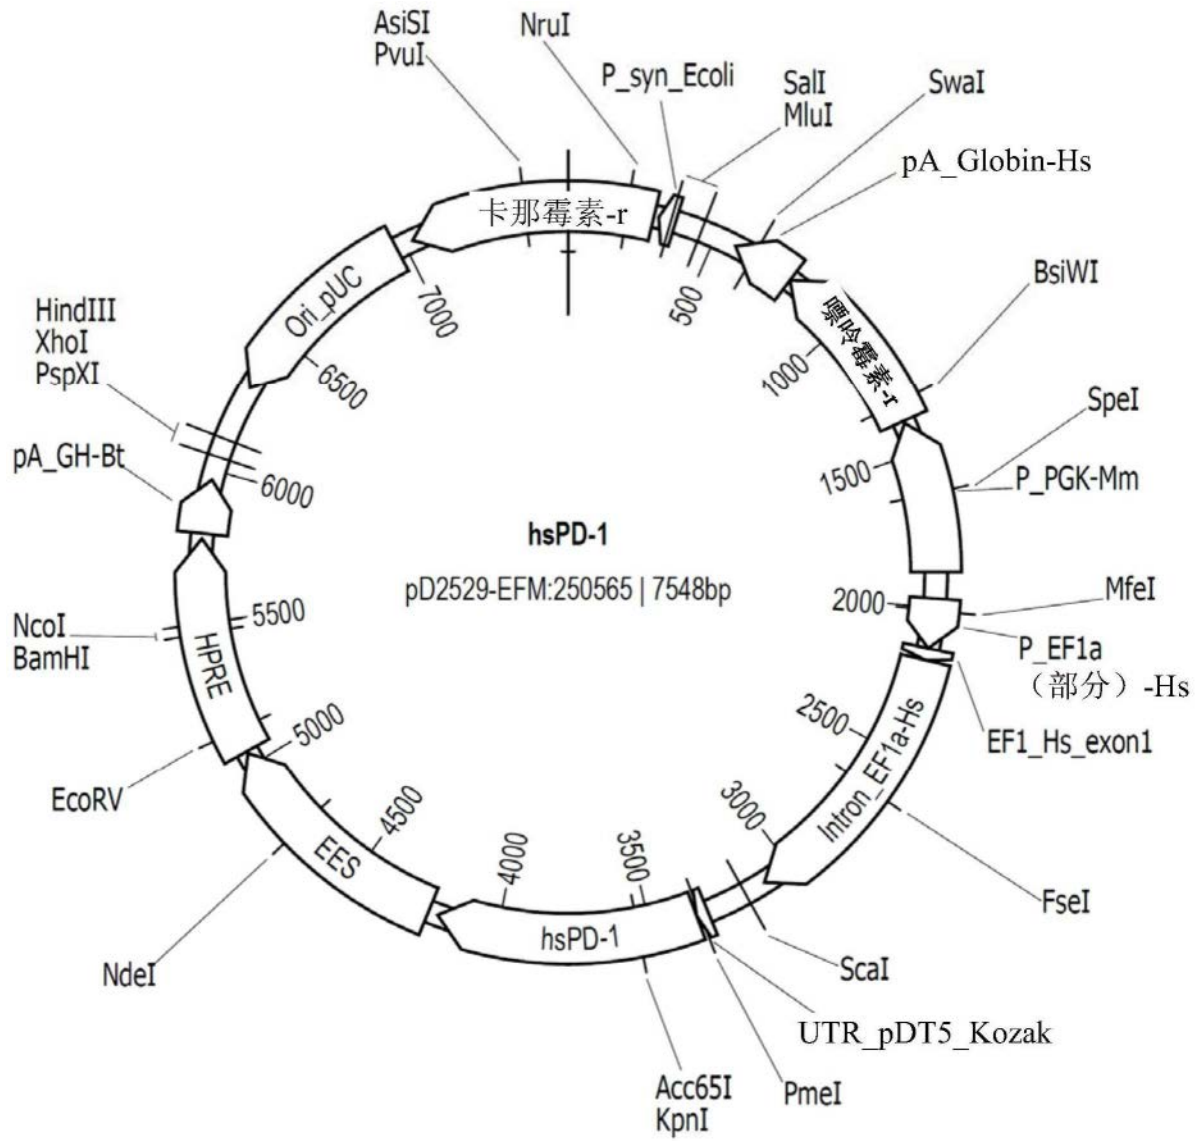 AsiSI
PvuI
NruI
P_syn_Ecoli
SalI
MluI
SwaI
pA_Globin-Hs
卡那霉素-r
BsiWI
Ori_pUC
7000
500
嘌呤霉素-r
HindIII
XhoI
PspXI
6500
1000
SpeI
pA_GH-Bt
6000
1500
P_PGK-Mm
hsPD-1
pD2529-EFM:250565 | 7548bp
NcoI
BamHI
5500
2000
MfeI
HPRE
P_EF1a
（部分）-Hs
5000
2500
EF1_Hs_exon1
Intron_EF1a-Hs
EcoRV
4500
3000
EES
4000
3500
FseI
hsPD-1
NdeI
ScaI
UTR_pDT5_Kozak
Acc65I
KpnI
PmeI